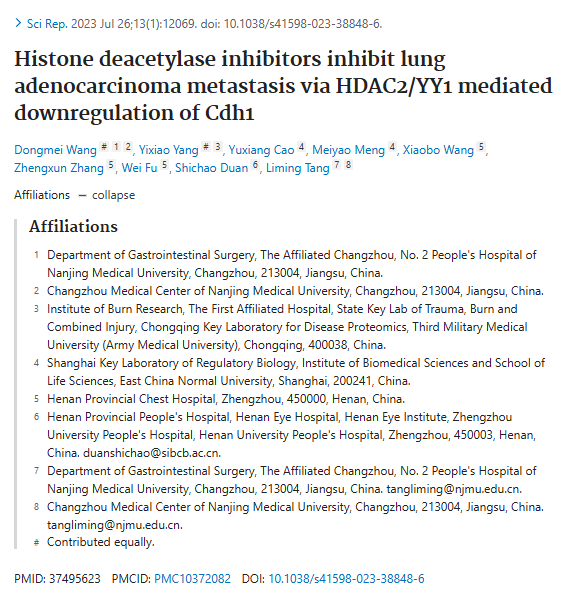 Sci Rep. 2023 Jul 26;13(1):12069. doi: 10.1038/s41598-023-38848-6.
Histone deacetylase inhibitors inhibit lung
adenocarcinoma metastasis via HDAC2/YY1 mediated
downregulation of Cdh1
Dongmei Wang # 1 2, Yixiao Yang # 3, Yuxiang Cao 4, Meiyao Meng 4, Xiaobo Wang 5,
Zhengxun Zhang 5, Wei Fu 5, Shichao Duan 6, Liming Tang 7 8
Affiliations — collapse
Affiliations
1 Department of Gastrointestinal Surgery, The Affiliated Changzhou, No. 2 People's Hospital of
Nanjing Medical University, Changzhou, 213004, Jiangsu, China.
2 Changzhou Medical Center of Nanjing Medical University, Changzhou, 213004, Jiangsu, China.
3 Institute of Burn Research, The First Affiliated Hospital, State Key Lab of Trauma, Burn and
Combined Injury, Chongqing Key Laboratory for Disease Proteomics, Third Military Medical
University (Army Medical University), Chongqing, 400038, China.
4 Shanghai Key Laboratory of Regulatory Biology, Institute of Biomedical Sciences and School of
Life Sciences, East China Normal University, Shanghai, 200241, China.
5 Henan Provincial Chest Hospital, Zhengzhou, 450000, Henan, China.
6 Henan Provincial People's Hospital, Henan Eye Hospital, Henan Eye Institute, Zhengzhou
University People's Hospital, Henan University People's Hospital, Zhengzhou, 450003, Henan,
China. duanshichao@sibcb.ac.cn.
7 Department of Gastrointestinal Surgery, The Affiliated Changzhou, No. 2 People's Hospital of
Nanjing Medical University, Changzhou, 213004, Jiangsu, China. tangliming@njmu.edu.cn.
8 Changzhou Medical Center of Nanjing Medical University, Changzhou, 213004, Jiangsu, China.
tangliming@njmu.edu.cn.
# Contributed equally.
PMID: 37495623 PMCID: PMC10372082 DOI: 10.1038/s41598-023-38848-6